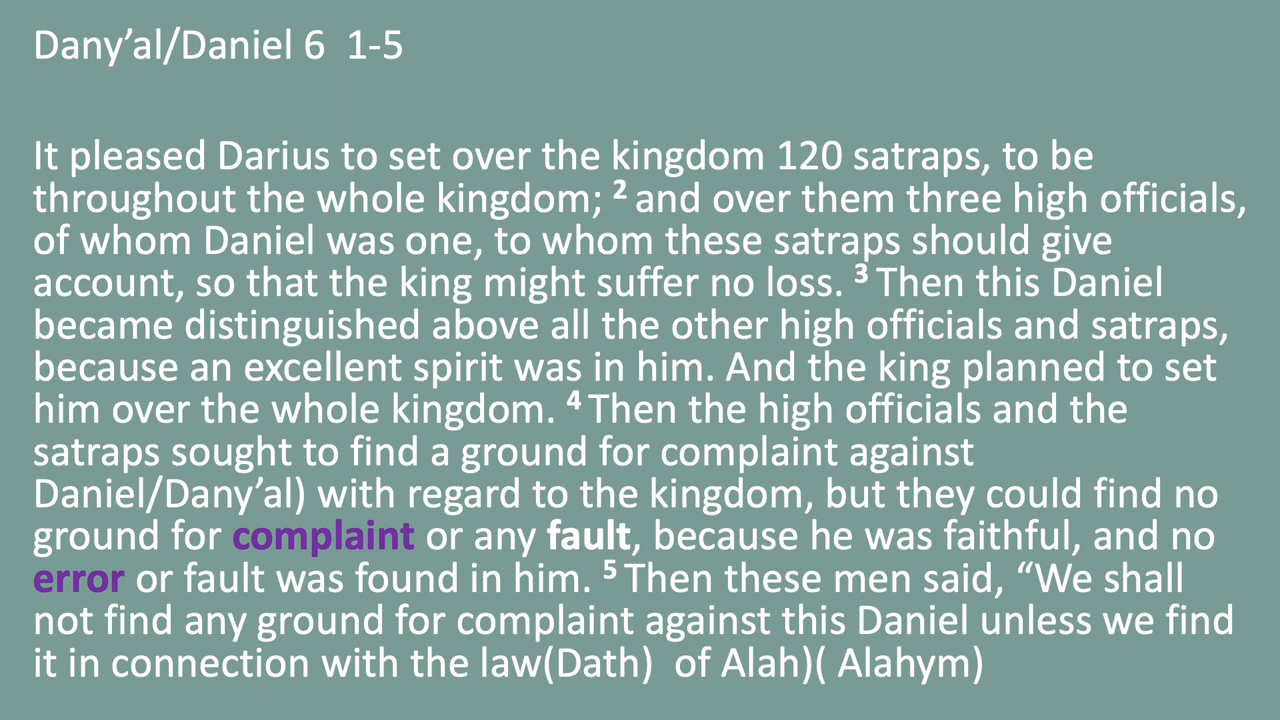 Dany’al/Daniel 6  1-5
It pleased Darius to set over the kingdom 120 satraps, to be
throughout the whole kingdom; ² and over them three high officials,
of whom Daniel was one, to whom these satraps should give
account, so that the king might suffer no loss. ³ Then this Daniel
became distinguished above all the other high officials and satraps,
because an excellent spirit was in him. And the king planned to set
him over the whole kingdom. ⁴ Then the high officials and the
satraps sought to find a ground for complaint against
Daniel/Dany’al) with regard to the kingdom, but they could find no
ground for complaint or any fault, because he was faithful, and no
error or fault was found in him. ⁵ Then these men said, “We shall
not find any ground for complaint against this Daniel unless we find
it in connection with the law(Dath)  of Alah)( Alahym)